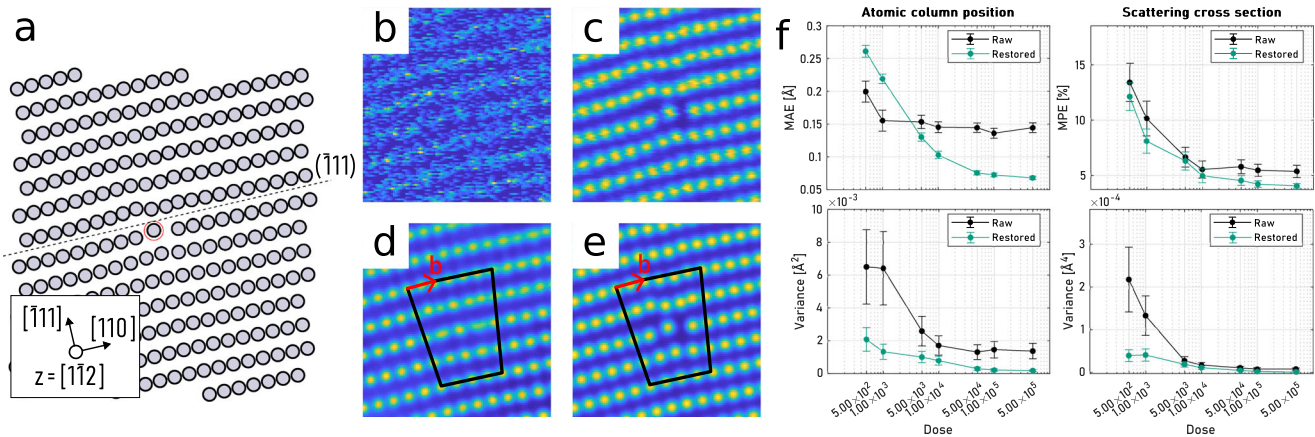 a
(1̄11)
[1̄11]
[110]
z = [11̄2]
b
c
d
b
e
b
f
Atomic column position
MAE [Å]
0.3
0.25
0.2
0.15
0.1
0.05
Raw
Restored
Scattering cross section
MPE [%]
15
10
5
Raw
Restored
×10⁻³
Variance [Å²]
10
8
6
4
2
0
Raw
Restored
5.00×10²
1.00×10³
5.00×10³
1.00×10⁴
5.00×10⁴
1.00×10⁵
5.00×10⁵
Dose
×10⁻⁴
Variance [Å⁴]
3
2
1
0
Raw
Restored
5.00×10²
1.00×10³
5.00×10³
1.00×10⁴
5.00×10⁴
1.00×10⁵
5.00×10⁵
Dose